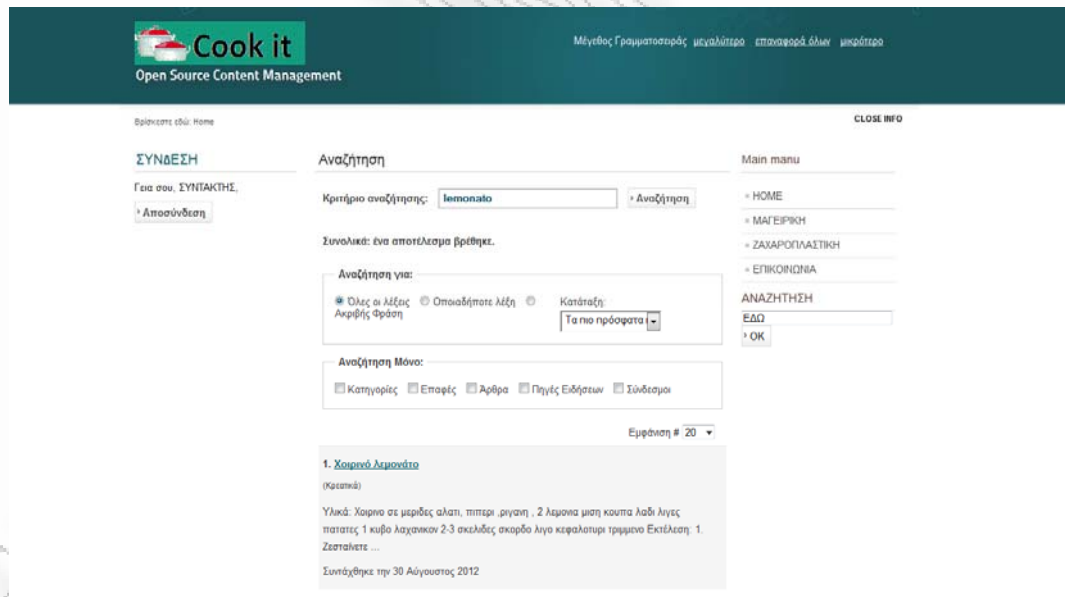 Cook it
Open Source Content Management
Μέγεθος Γραμματοσειράς μεγαλύτερο επαναφορά όλων μικρότερο
Βρίσκεστε εδώ: Home
CLOSE INFO
ΣΥΝΔΕΣΗ
Γεια σου, ΣΥΝΤΑΚΤΗΣ,
Αποσύνδεση
Αναζήτηση
Κριτήριο αναζήτησης: lemonato Αναζήτηση
Συνολικά: ένα αποτέλεσμα βρέθηκε.
Αναζήτηση για:
Όλες οι λέξεις Οποιαδήποτε λέξη
Ακριβής Φράση
Κατάταξη:
Τα πιο πρόσφατα
Αναζήτηση Μόνο:
Κατηγορίες Επαφές Άρθρα Πηγές Ειδήσεων Σύνδεσμοι
Εμφάνιση # 20
1. Χοιρινό λεμονάτο
(Κρεατικά)
Υλικά: Χοιρινο σε μεριδες αλατι, πιπερι ,ριγανη , 2 λεμονια μιση κουπα λαδι λιγες
πατατες 1 κυβο λαχανικον 2-3 σκελιδες σκορδο λιγο κεφαλοτυρι τριμμενο Εκτέλεση: 1.
Ζεσταίνετε ...
Συντάχθηκε την 30 Αύγουστος 2012
Main manu
HOME
ΜΑΓΕΙΡΙΚΗ
ΖΑΧΑΡΟΠΛΑΣΤΙΚΗ
ΕΠΙΚΟΙΝΩΝΙΑ
ΑΝΑΖΗΤΗΣΗ
ΕΔΩ
OK